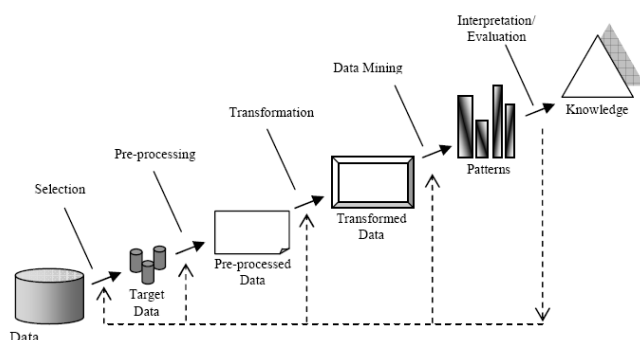 Interpretation/
Evaluation
Data Mining
Knowledge
Transformation
Patterns
Pre-processing
Transformed
Data
Selection
Pre-processed
Data
Target
Data
Data